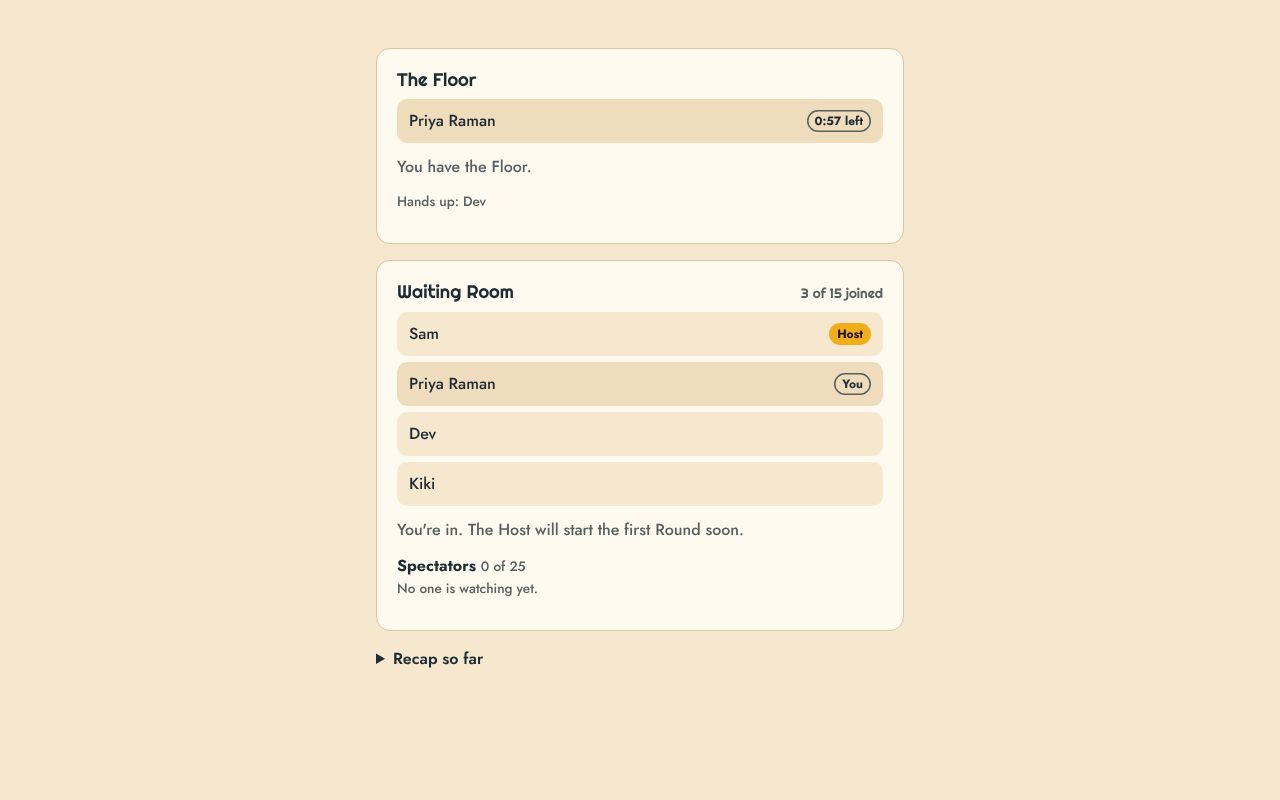 The Floor
Priya Raman 0:57 left
You have the Floor.
Hands up: Dev
Waiting Room 3 of 15 joined
Sam Host
Priya Raman You
Dev
Kiki
You're in. The Host will start the first Round soon.
Spectators 0 of 25
No one is watching yet.
Recap so far